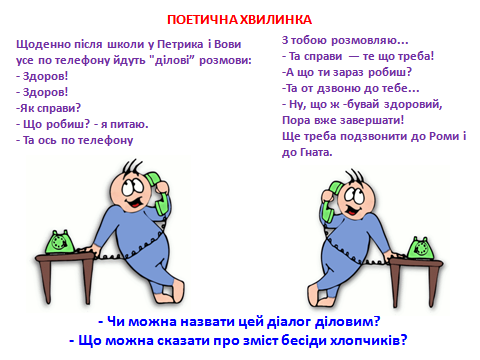 ПОЕТИЧНА ХВИЛИНКА
Щоденно після школи у Петрика і Вови
усе по телефону йдуть "ділові” розмови:
- Здоров!
- Здоров!
-Як справи?
- Що робиш? - я питаю.
- Та ось по телефону
З тобою розмовляю...
- Та справи — те що треба!
-А що ти зараз робиш?
-Та от дзвоню до тебе...
- Ну, що ж -бувай здоровий,
Пора вже завершати!
Ще треба подзвонити до Роми і
до Гната.
- Чи можна назвати цей діалог діловим?
- Що можна сказати про зміст бесіди хлопчиків?